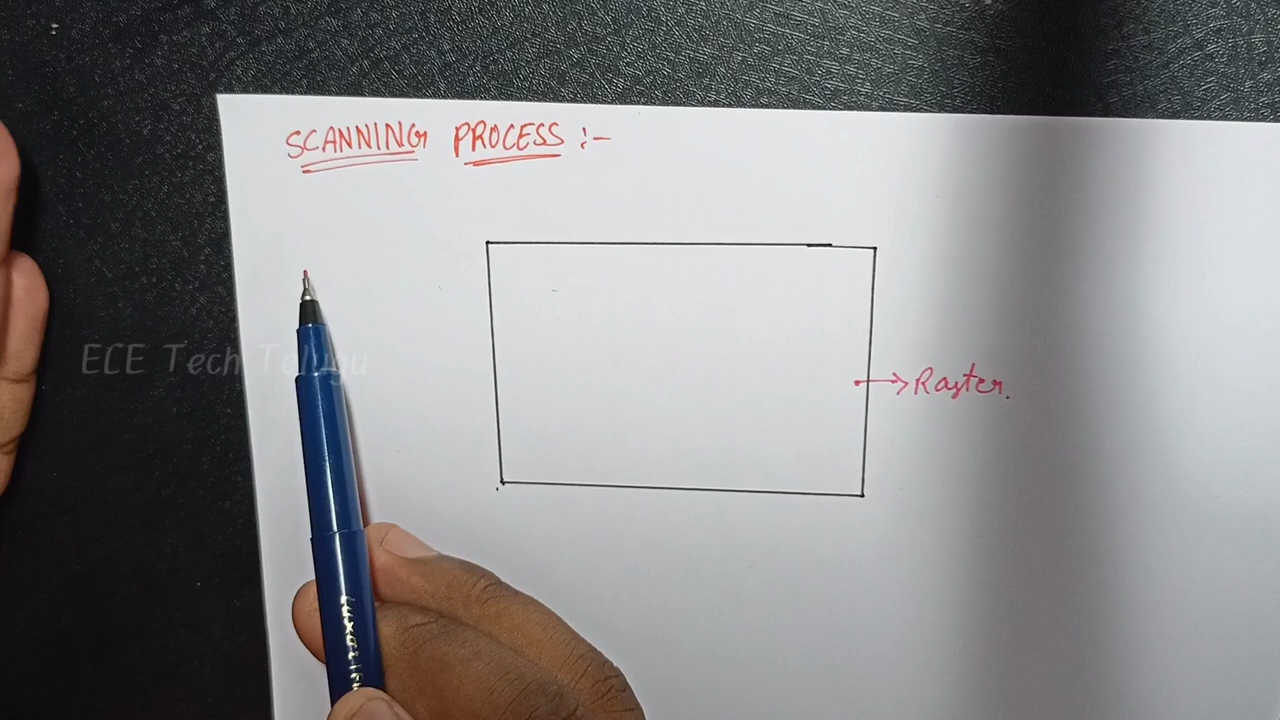 SCANNING PROCESS :-
ECE Tech Telugu
Raster.